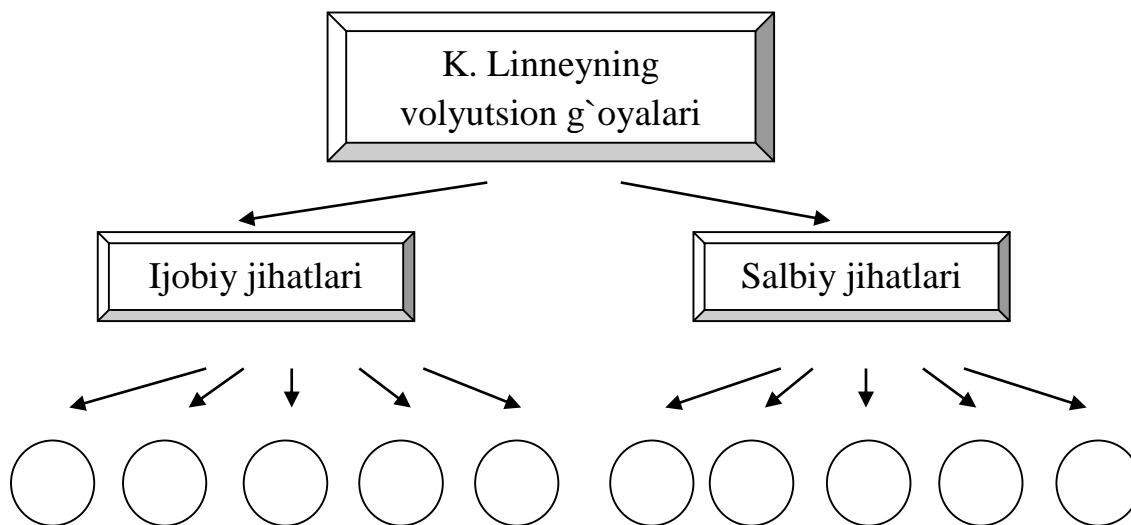 K. Linneyning
volyutsion g`oyalari
Ijobiy jihatlari
Salbiy jihatlari